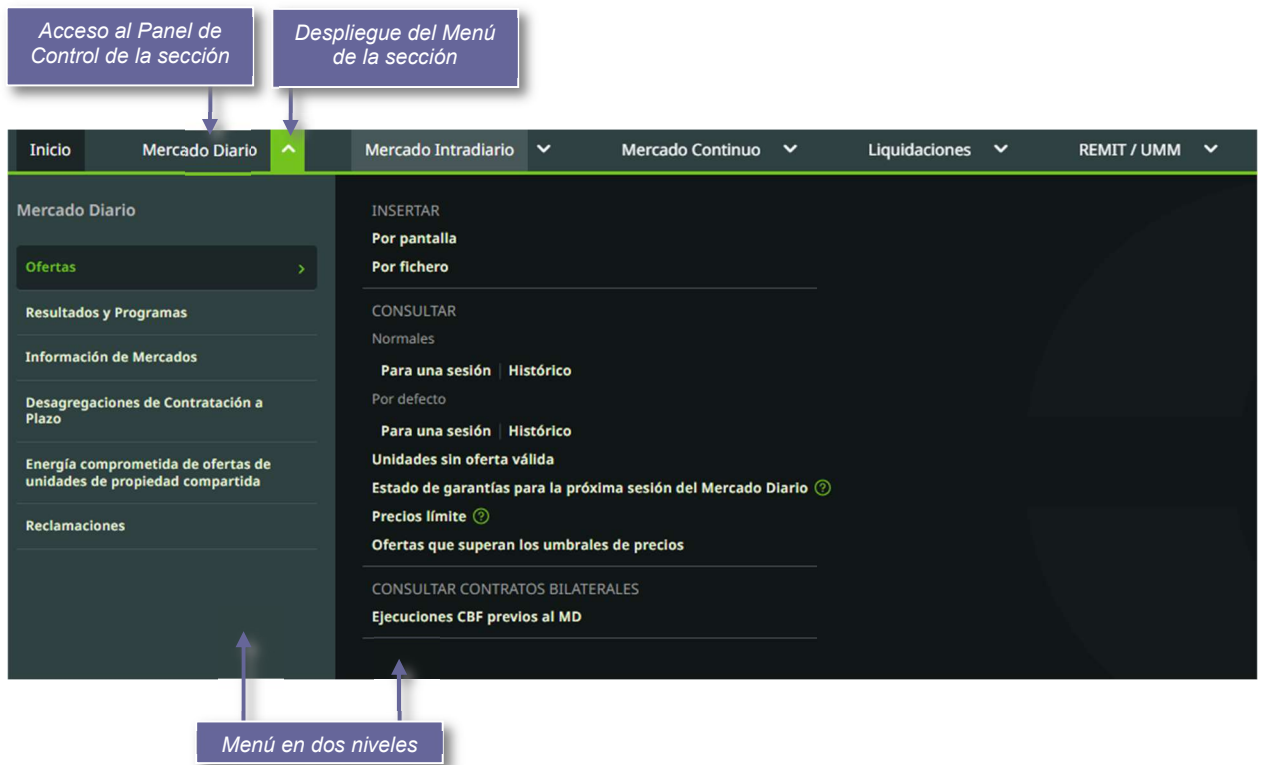 Acceso al Panel de
Control de la sección
Despliegue del Menú
de la sección
Inicio
Mercado Diario
Mercado Intradiario
Mercado Continuo
Liquidaciones
REMIT / UMM
Mercado Diario
Ofertas
Resultados y Programas
Información de Mercados
Desagregaciones de Contratación a
Plazo
Energía comprometida de ofertas de
unidades de propiedad compartida
Reclamaciones
INSERTAR
Por pantalla
Por fichero
CONSULTAR
Normales
Para una sesión | Histórico
Por defecto
Para una sesión | Histórico
Unidades sin oferta válida
Estado de garantías para la próxima sesión del Mercado Diario ?
Precios límite ?
Ofertas que superan los umbrales de precios
CONSULTAR CONTRATOS BILATERALES
Ejecuciones CBF previos al MD
Menú en dos niveles